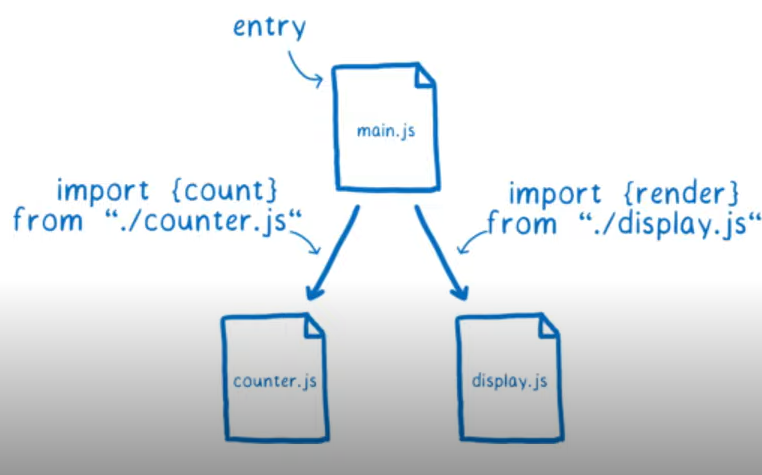 entry
main.js
import {count}
from “./counter.js“
import {render}
from “./display.js“
counter.js
display.js